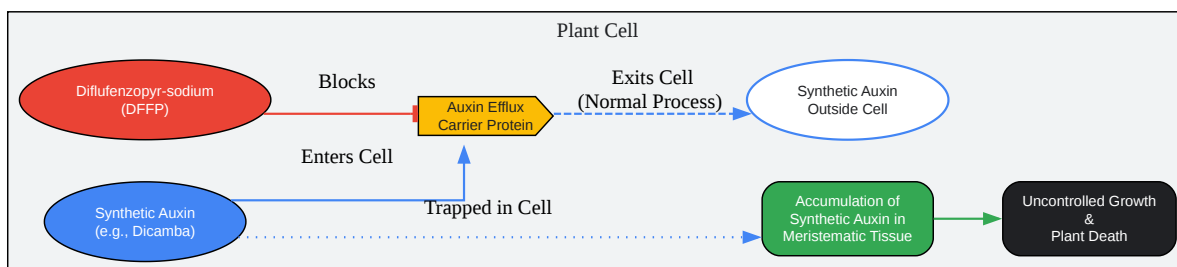 Plant Cell
Diflufenzopyr-sodium
(DFFP)
Blocks
Auxin Efflux
Carrier Protein
Exits Cell
(Normal Process)
Synthetic Auxin
Outside Cell
Enters Cell
Synthetic Auxin
(e.g., Dicamba)
Trapped in Cell
Accumulation of
Synthetic Auxin in
Meristematic Tissue
Uncontrolled Growth
&
Plant Death